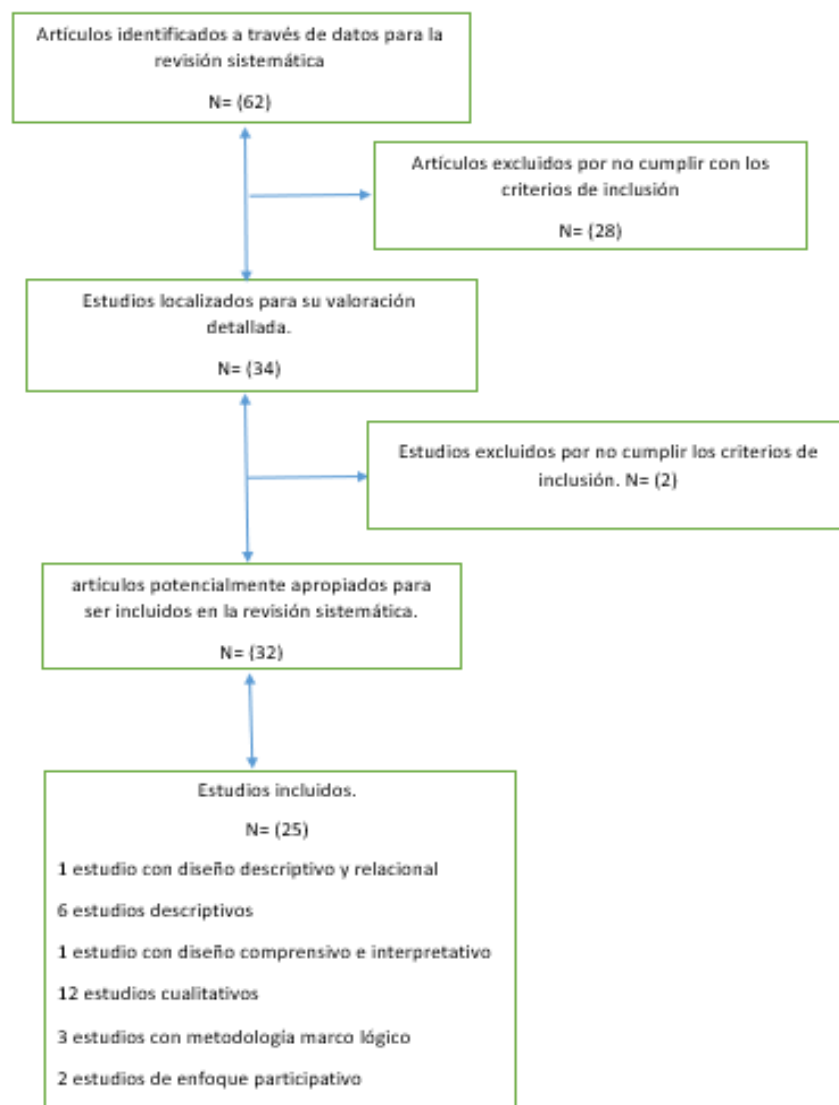 Artículos identificados a través de datos para la
revisión sistemática
N= (62)
Artículos excluidos por no cumplir con los
criterios de inclusión
N= (28)
Estudios localizados para su valoración
detallada.
N= (34)
Estudios excluidos por no cumplir los criterios de
inclusión. N= (2)
artículos potencialmente apropiados para
ser incluidos en la revisión sistemática.
N= (32)
Estudios incluidos.
N= (25)
1 estudio con diseño descriptivo y relacional
6 estudios descriptivos
1 estudio con diseño comprensivo e interpretativo
12 estudios cualitativos
3 estudios con metodología marco lógico
2 estudios de enfoque participativo